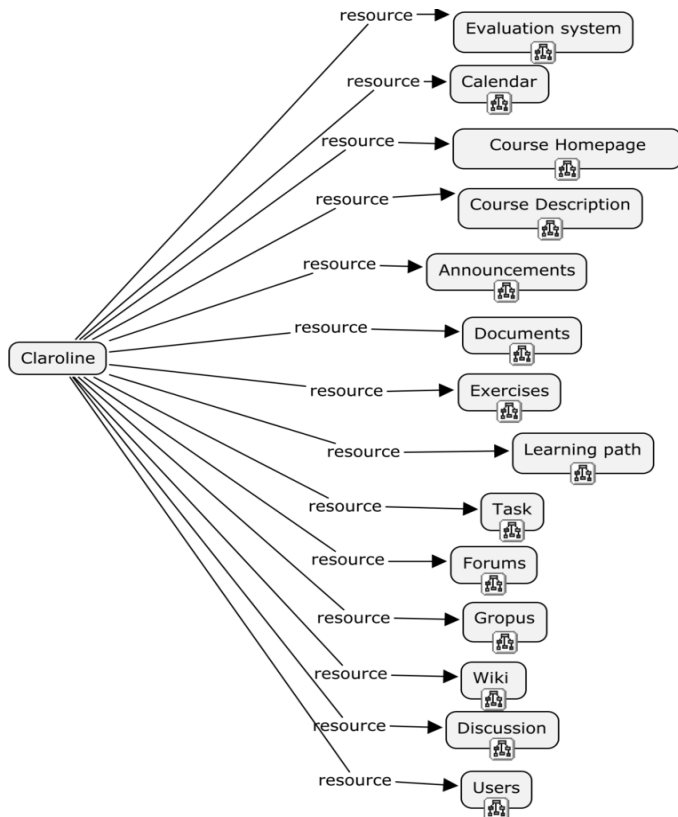 resource
Evaluation system
resource
Calendar
resource
Course Homepage
resource
Course Description
resource
Announcements
resource
Documents
Claroline
resource
Exercises
resource
Learning path
resource
Task
resource
Forums
resource
Gropus
resource
Wiki
resource
Discussion
resource
Users